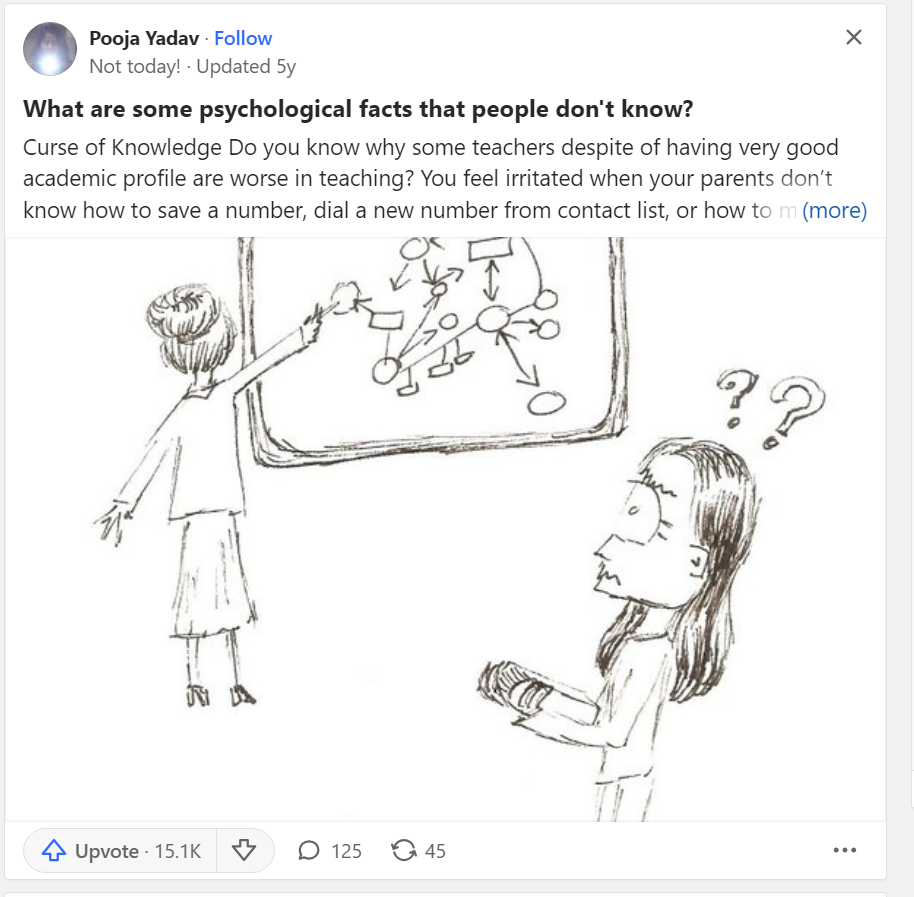 Pooja Yadav · Follow
Not today! · Updated 5y
What are some psychological facts that people don't know?
Curse of Knowledge Do you know why some teachers despite of having very good
academic profile are worse in teaching? You feel irritated when your parents don’t
know how to save a number, dial a new number from contact list, or how to m (more)
? ?
Upvote · 15.1K
125
45